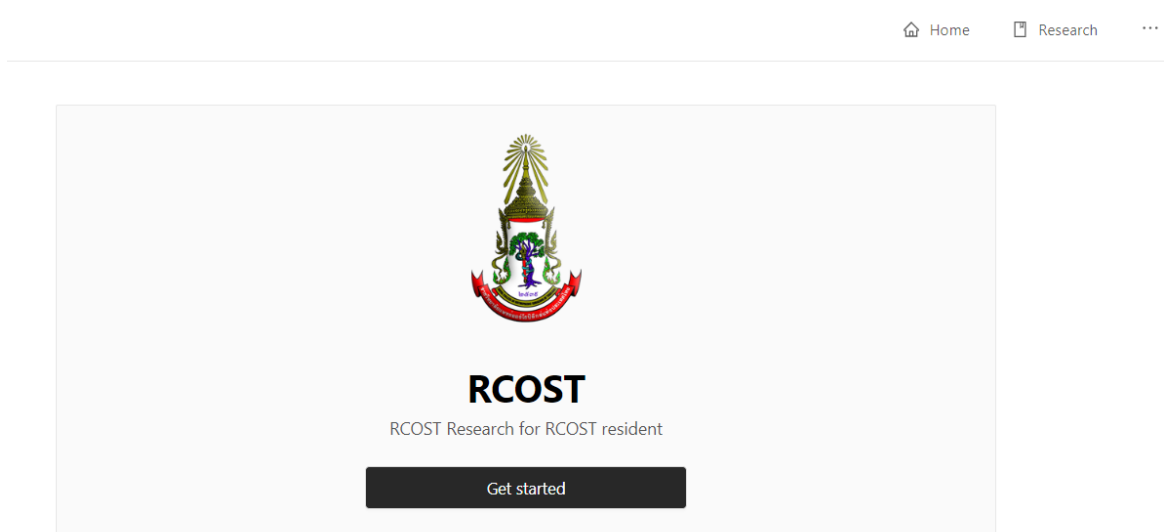 Home
Research
...
RCOST
RCOST Research for RCOST resident
Get started